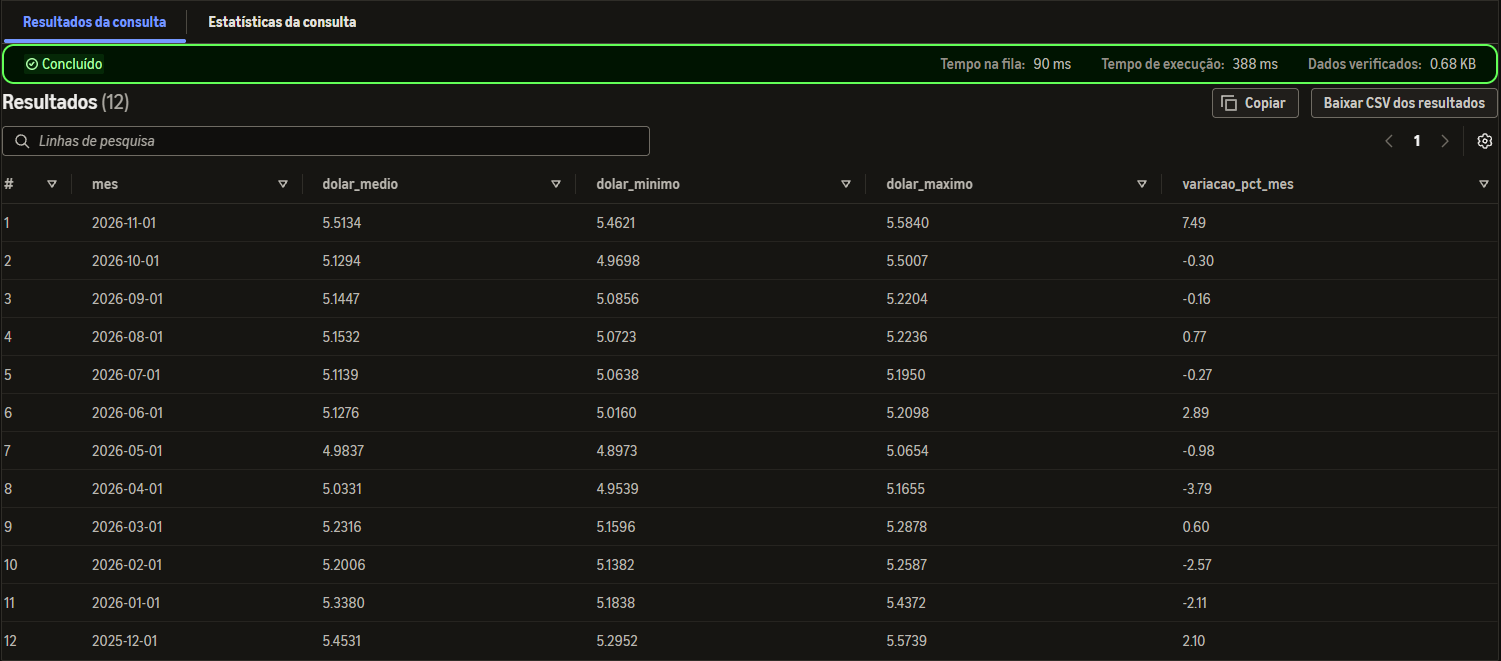 Resultados da consulta Estatísticas da consulta
Concluído Tempo na fila: 90 ms Tempo de execução: 388 ms Dados verificados: 0.68 KB
Resultados (12) Copiar Baixar CSV dos resultados
Linhas de pesquisa 1
# mes dolar_medio dolar_minimo dolar_maximo variacao_pct_mes
1 2026-11-01 5.5134 5.4621 5.5840 7.49
2 2026-10-01 5.1294 4.9698 5.5007 -0.30
3 2026-09-01 5.1447 5.0856 5.2204 -0.16
4 2026-08-01 5.1532 5.0723 5.2236 0.77
5 2026-07-01 5.1139 5.0638 5.1950 -0.27
6 2026-06-01 5.1276 5.0160 5.2098 2.89
7 2026-05-01 4.9837 4.8973 5.0654 -0.98
8 2026-04-01 5.0331 4.9539 5.1655 -3.79
9 2026-03-01 5.2316 5.1596 5.2878 0.60
10 2026-02-01 5.2006 5.1382 5.2587 -2.57
11 2026-01-01 5.3380 5.1838 5.4372 -2.11
12 2025-12-01 5.4531 5.2952 5.5739 2.10